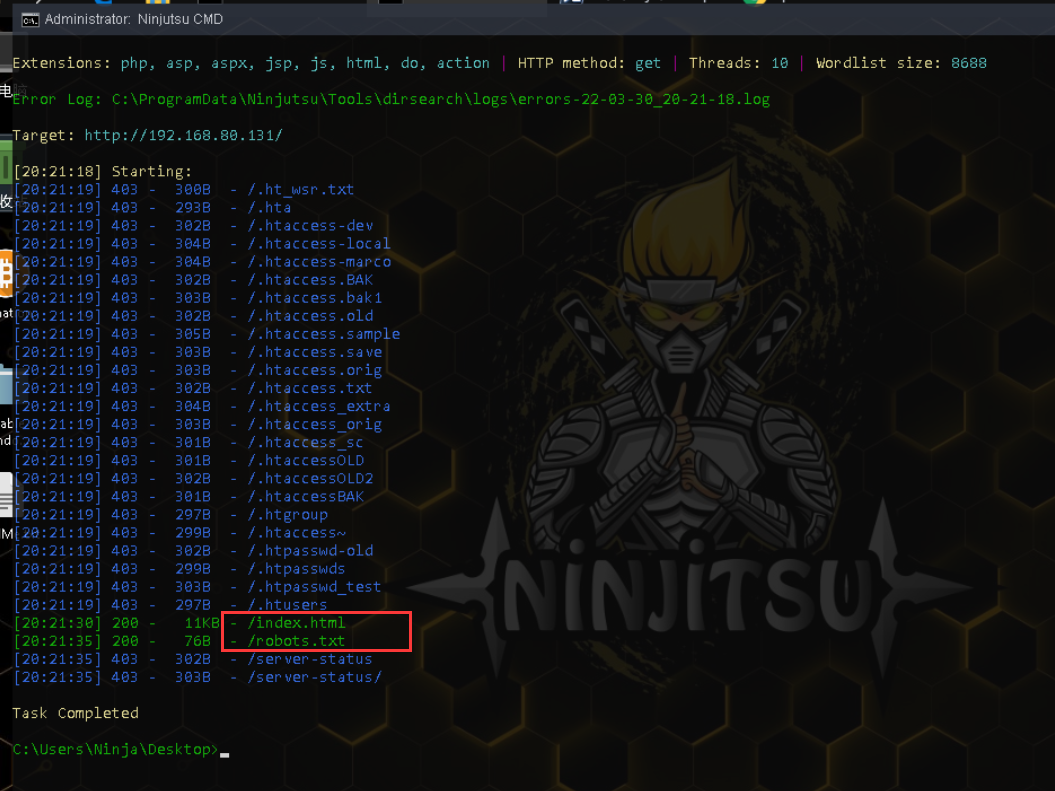 Administrator: Ninjutsu CMD
Extensions: php, asp, aspx, jsp, js, html, do, action | HTTP method: get | Threads: 10 | Wordlist size: 8688
电
Error Log: C:\ProgramData\Ninjutsu\Tools\dirsearch\logs\errors-22-03-30_20-21-18.log
Target: http://192.168.80.131/
[20:21:18] Starting:
[20:21:19] 403 - 300B - /.ht_wsr.txt
收
[20:21:19] 403 - 293B - /.hta
[20:21:19] 403 - 302B - /.htaccess-dev
[20:21:19] 403 - 304B - /.htaccess-local
[20:21:19] 403 - 304B - /.htaccess-marco
[20:21:19] 403 - 302B - /.htaccess.BAK
[20:21:19] 403 - 303B - /.htaccess.bak1
[20:21:19] 403 - 302B - /.htaccess.old
[20:21:19] 403 - 305B - /.htaccess.sample
[20:21:19] 403 - 303B - /.htaccess.save
[20:21:19] 403 - 303B - /.htaccess.orig
[20:21:19] 403 - 302B - /.htaccess.txt
[20:21:19] 403 - 304B - /.htaccess_extra
[20:21:19] 403 - 303B - /.htaccess_orig
[20:21:19] 403 - 301B - /.htaccess_sc
[20:21:19] 403 - 301B - /.htaccessOLD
[20:21:19] 403 - 302B - /.htaccessOLD2
[20:21:19] 403 - 301B - /.htaccessBAK
[20:21:19] 403 - 297B - /.htgroup
[20:21:19] 403 - 299B - /.htaccess~
[20:21:19] 403 - 302B - /.htpasswd-old
[20:21:19] 403 - 299B - /.htpasswds
[20:21:19] 403 - 303B - /.htpasswd_test
[20:21:19] 403 - 297B - /.htusers
[20:21:30] 200 - 11KB - /index.html
[20:21:35] 200 - 76B - /robots.txt
[20:21:35] 403 - 302B - /server-status
[20:21:35] 403 - 303B - /server-status/
NINJITSU
Task Completed
C:\Users\Ninja\Desktop>